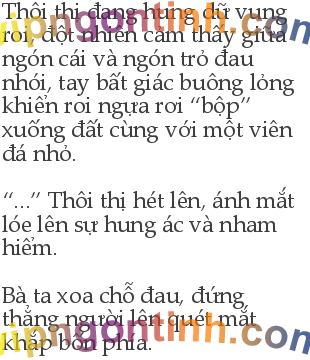 Thôi thị đang hung dữ vung
roi, đột nhiên cảm thấy giữa
ngón cái và ngón trỏ đau
nhói, tay bất giác buông lỏng
khiến roi ngựa rơi “bộp”
xuống đất cùng với một viên
đá nhỏ.
“...” Thôi thị hét lên, ánh mắt
lóe lên sự hung ác và nham
hiểm.
Bà ta xoa chỗ đau, đứng
thẳng người lên quét mắt
khắp bốn phía.
vipngontinh.com
vipngontinh.com